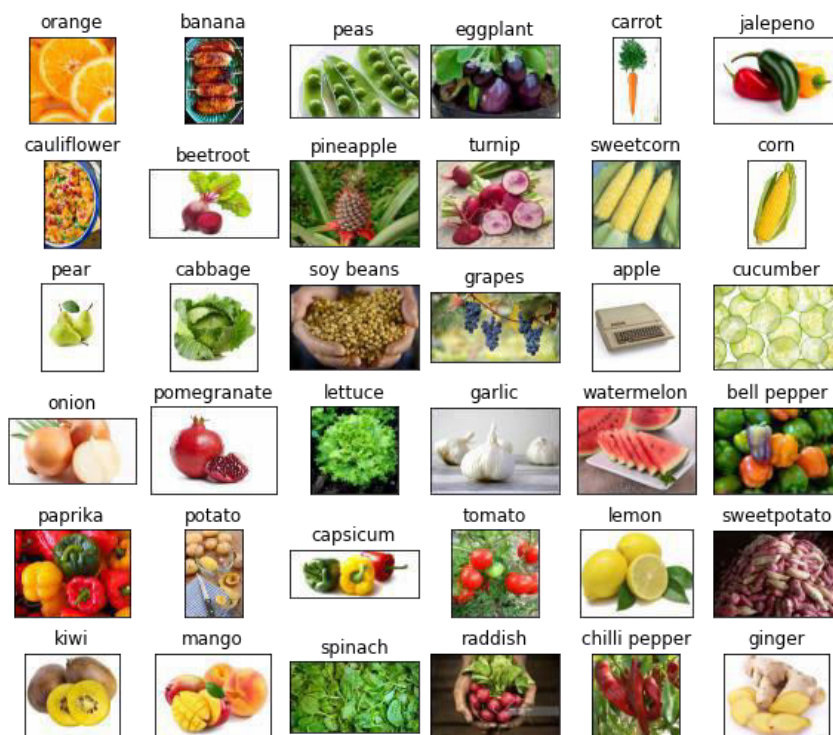 orange
banana
peas
eggplant
carrot
jalepeno
cauliflower
beetroot
pineapple
turnip
sweetcorn
corn
pear
cabbage
soy beans
grapes
apple
cucumber
onion
pomegranate
lettuce
garlic
watermelon
bell pepper
paprika
potato
capsicum
tomato
lemon
sweetpotato
kiwi
mango
spinach
raddish
chilli pepper
ginger